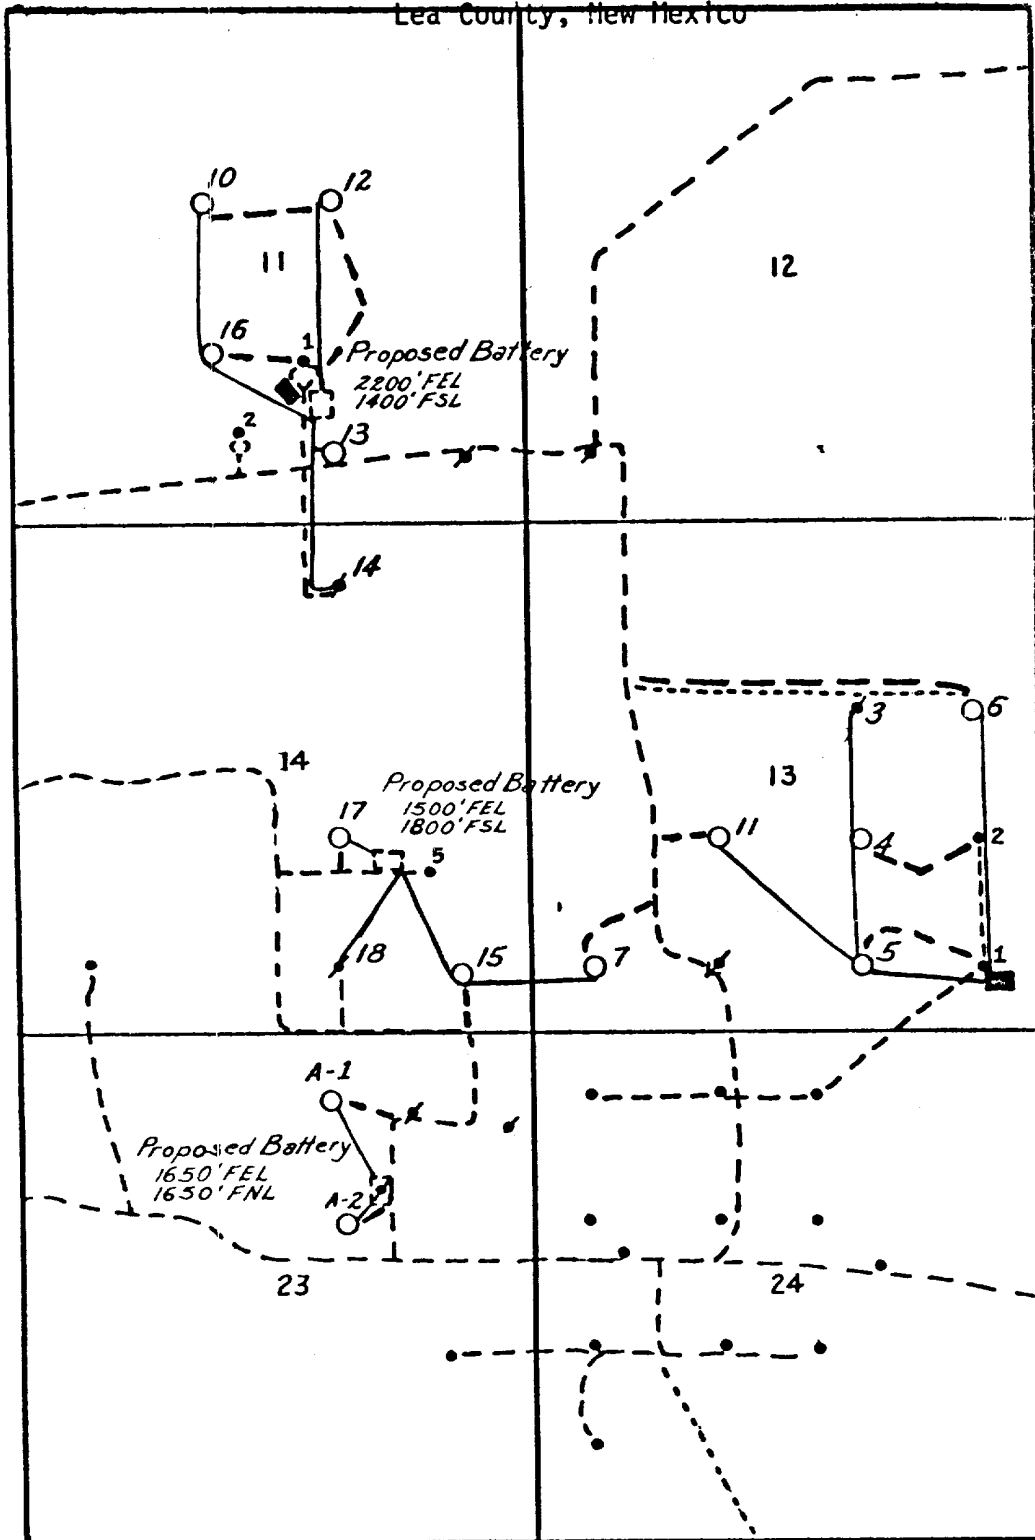 Lea County, New Mexico
10
12
11
12
16
1
Proposed Battery
2200' FEL
1400' FSL
2
13
14
3
6
14
13
Proposed Battery
1500' FEL
1800' FSL
17
11
4
2
5
18
15
7
5
1
A-1
Proposed Battery
1650' FEL
1650' FNL
A-2
23
24